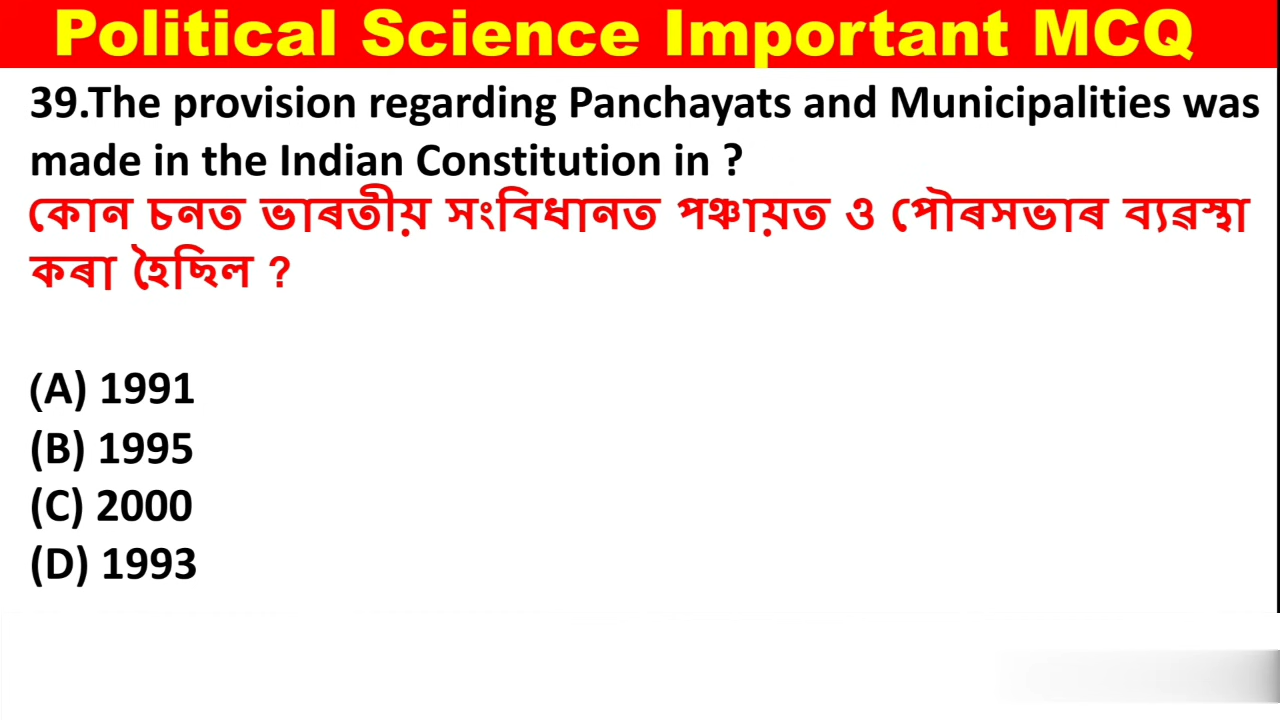 Political Science Important MCQ
39.The provision regarding Panchayats and Municipalities was
made in the Indian Constitution in ?
কোন চনত ভাৰতীয় সংবিধানত পঞ্চায়ত ও পৌৰসভাৰ ব্যৱস্থা
কৰা হৈছিল ?
(A) 1991
(B) 1995
(C) 2000
(D) 1993